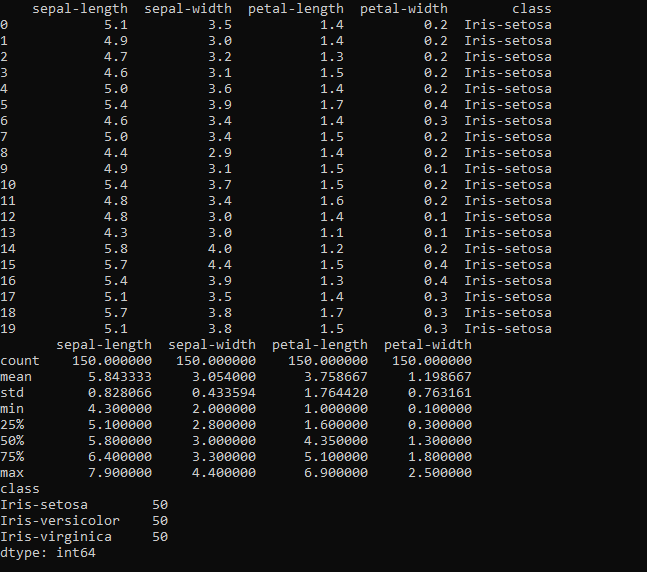 sepal-length  sepal-width  petal-length  petal-width        class
0            5.1          3.5           1.4          0.2  Iris-setosa
1            4.9          3.0           1.4          0.2  Iris-setosa
2            4.7          3.2           1.3          0.2  Iris-setosa
3            4.6          3.1           1.5          0.2  Iris-setosa
4            5.0          3.6           1.4          0.2  Iris-setosa
5            5.4          3.9           1.7          0.4  Iris-setosa
6            4.6          3.4           1.4          0.3  Iris-setosa
7            5.0          3.4           1.5          0.2  Iris-setosa
8            4.4          2.9           1.4          0.2  Iris-setosa
9            4.9          3.1           1.5          0.1  Iris-setosa
10           5.4          3.7           1.5          0.2  Iris-setosa
11           4.8          3.4           1.6          0.2  Iris-setosa
12           4.8          3.0           1.4          0.1  Iris-setosa
13           4.3          3.0           1.1          0.1  Iris-setosa
14           5.8          4.0           1.2          0.2  Iris-setosa
15           5.7          4.4           1.5          0.4  Iris-setosa
16           5.4          3.9           1.3          0.4  Iris-setosa
17           5.1          3.5           1.4          0.3  Iris-setosa
18           5.7          3.8           1.7          0.3  Iris-setosa
19           5.1          3.8           1.5          0.3  Iris-setosa
       sepal-length  sepal-width  petal-length  petal-width
count    150.000000   150.000000    150.000000   150.000000
mean       5.843333     3.054000      3.758667     1.198667
std        0.828066     0.433594      1.764420     0.763161
min        4.300000     2.000000      1.000000     0.100000
25%        5.100000     2.800000      1.600000     0.300000
50%        5.800000     3.000000      4.350000     1.300000
75%        6.400000     3.300000      5.100000     1.800000
max        7.900000     4.400000      6.900000     2.500000
class
Iris-setosa        50
Iris-versicolor    50
Iris-virginica     50
dtype: int64